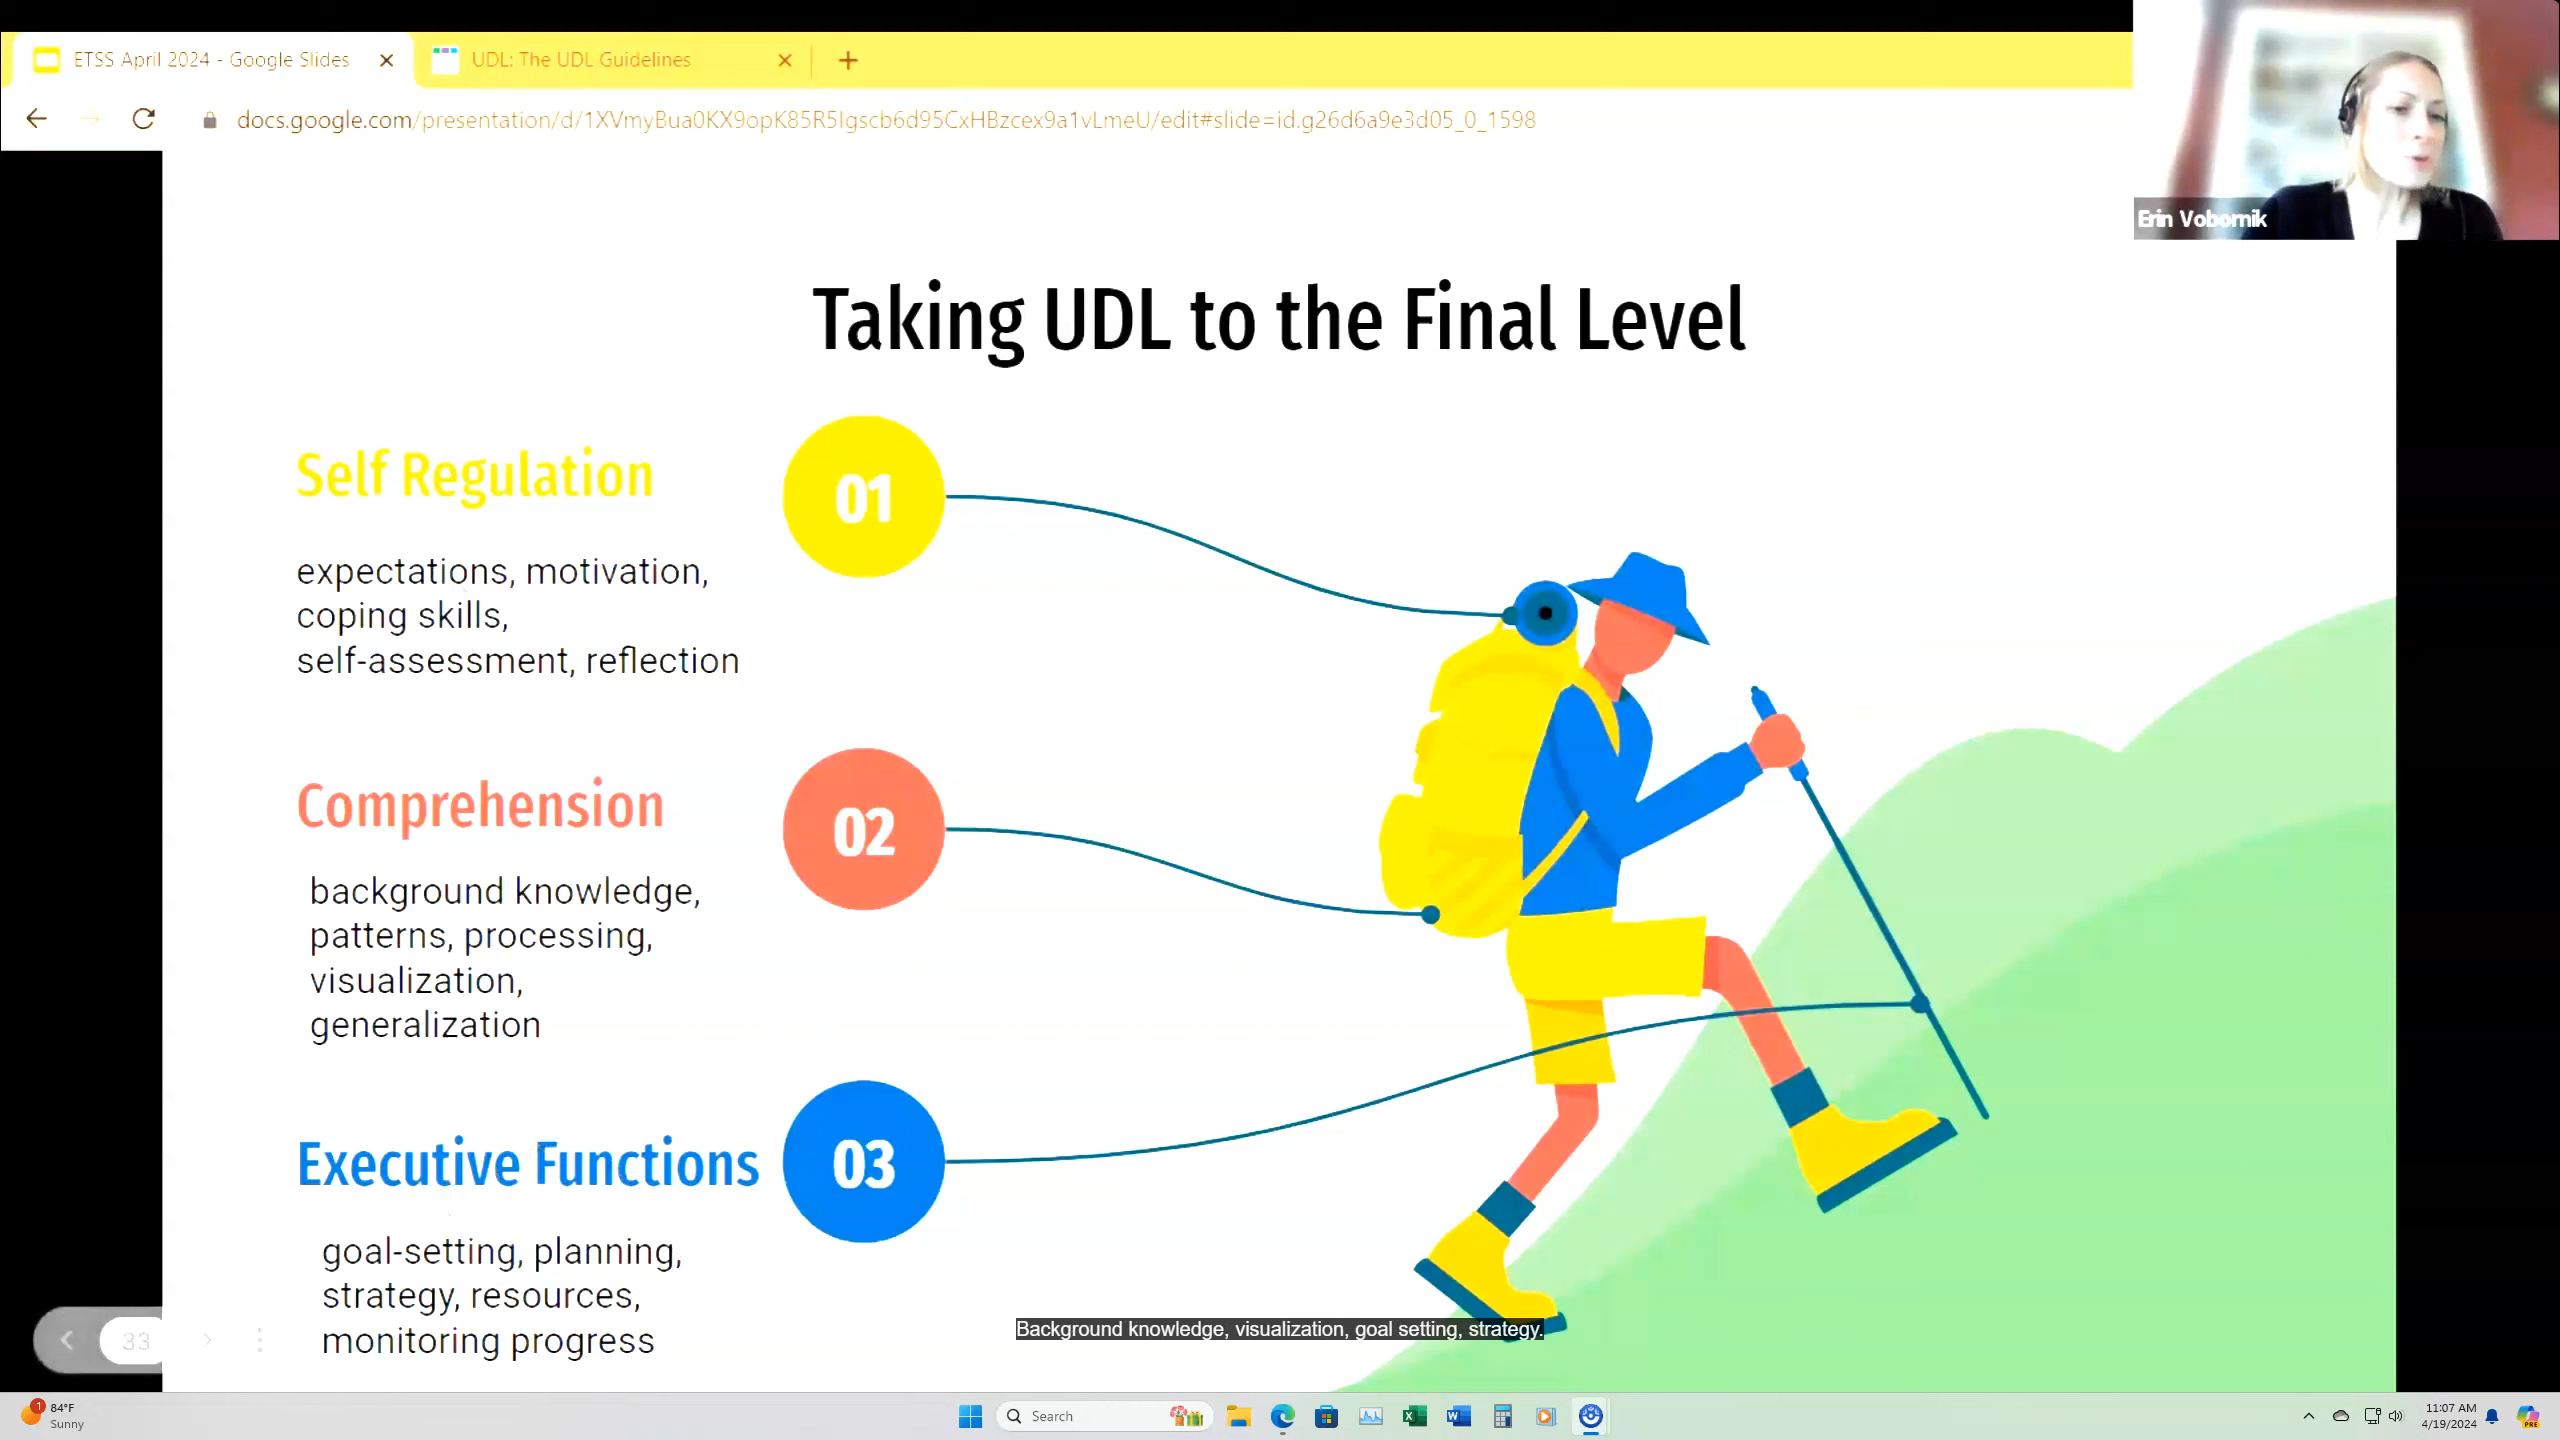 ETSS April 2024 - Google Slides
UDL: The UDL Guidelines
docs.google.com/presentation/d/1XVmyBua0KX9opK85R5Igscb6d95CxHBzcex9a1vLmeU/edit#slide=id.g26d6a9e3d05_0_1598
Erin Vobornik
Taking UDL to the Final Level
Self Regulation
01
expectations, motivation,
coping skills,
self-assessment, reflection
Comprehension
02
background knowledge,
patterns, processing,
visualization,
generalization
Executive Functions
03
goal-setting, planning,
strategy, resources,
monitoring progress
Background knowledge, visualization, goal setting, strategy.
33
1
84°F
Sunny
Search
11:07 AM
4/19/2024
PRE